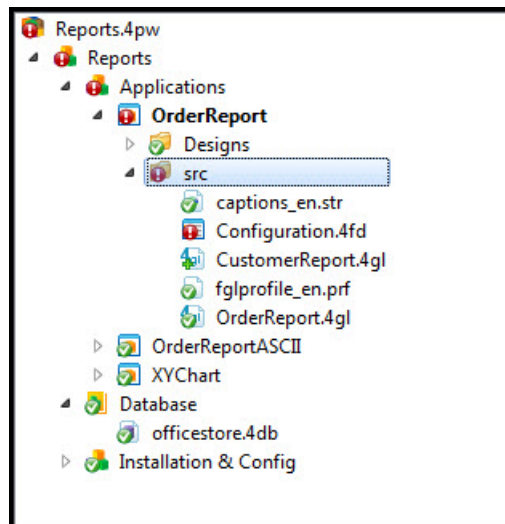 Reports.4pw
Reports
Applications
OrderReport
Designs
src
captions_en.str
Configuration.4fd
CustomerReport.4gl
fglprofile_en.prf
OrderReport.4gl
OrderReportASCII
XYChart
Database
officestore.4db
Installation & Config